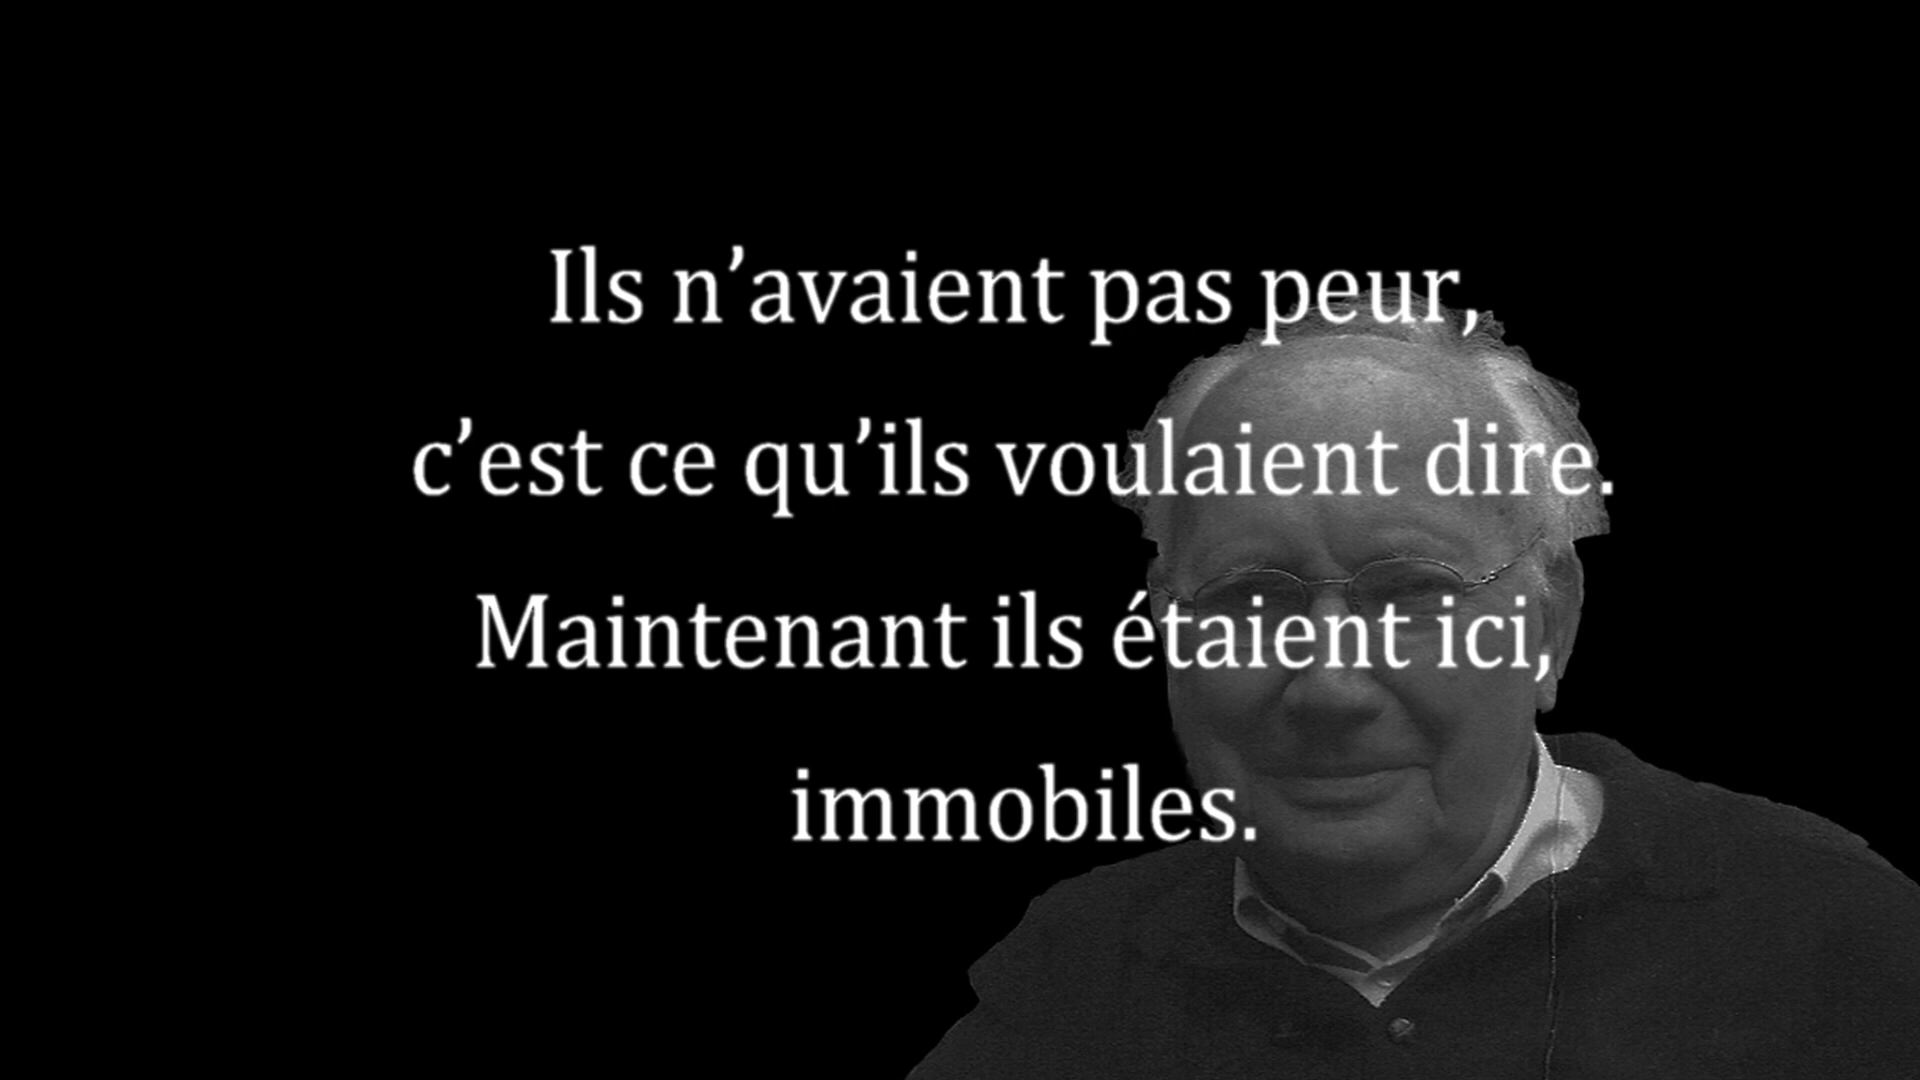 Ils n’avaient pas peur,
c’est ce qu’ils voulaient dire.
Maintenant ils étaient ici,
immobiles.